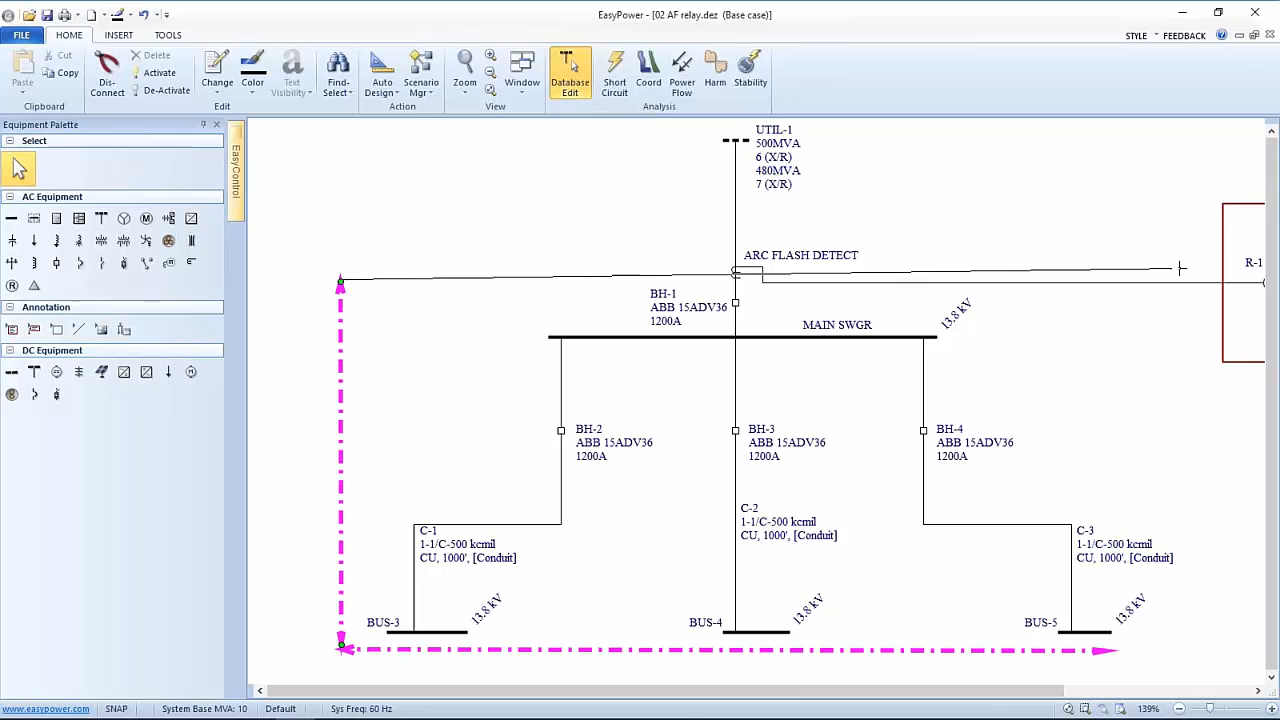 EasyPower - [02 AF relay.dez (Base case)]
FILE
HOME
INSERT
TOOLS
STYLE
FEEDBACK
Paste
Cut
Copy
Clipboard
Dis-
Connect
Delete
Activate
De-Activate
Change
Color
Text
Visibility
Edit
Find-
Select
Auto
Design
Scenario
Mgr
Action
Zoom
Window
View
Database
Edit
Short
Circuit
Coord
Power
Flow
Harm
Stability
Analysis
Equipment Palette
Select
AC Equipment
Annotation
DC Equipment
EasyControl
UTIL-1
500MVA
6 (X/R)
480MVA
7 (X/R)
ARC FLASH DETECT
R-1
BH-1
ABB 15ADV36
1200A
MAIN SWGR
13.8 kV
BH-2
ABB 15ADV36
1200A
BH-3
ABB 15ADV36
1200A
BH-4
ABB 15ADV36
1200A
C-1
1-1/C-500 kcmil
CU, 1000', [Conduit]
C-2
1-1/C-500 kcmil
CU, 1000', [Conduit]
C-3
1-1/C-500 kcmil
CU, 1000', [Conduit]
BUS-3
13.8 kV
BUS-4
13.8 kV
BUS-5
13.8 kV
www.easypower.com
SNAP
System Base MVA: 10
Default
Sys Freq: 60 Hz
139%